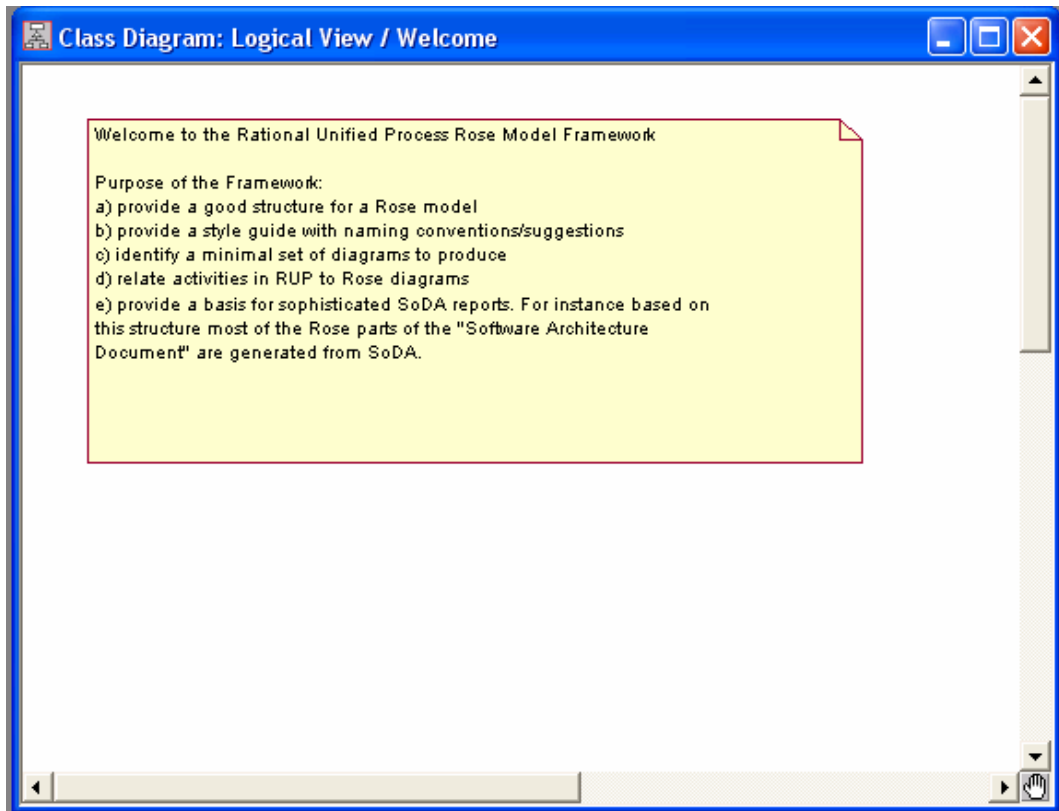 Class Diagram: Logical View / Welcome
Welcome to the Rational Unified Process Rose Model Framework
Purpose of the Framework:
a) provide a good structure for a Rose model
b) provide a style guide with naming conventions/suggestions
c) identify a minimal set of diagrams to produce
d) relate activities in RUP to Rose diagrams
e) provide a basis for sophisticated SoDA reports. For instance based on
this structure most of the Rose parts of the "Software Architecture
Document" are generated from SoDA.